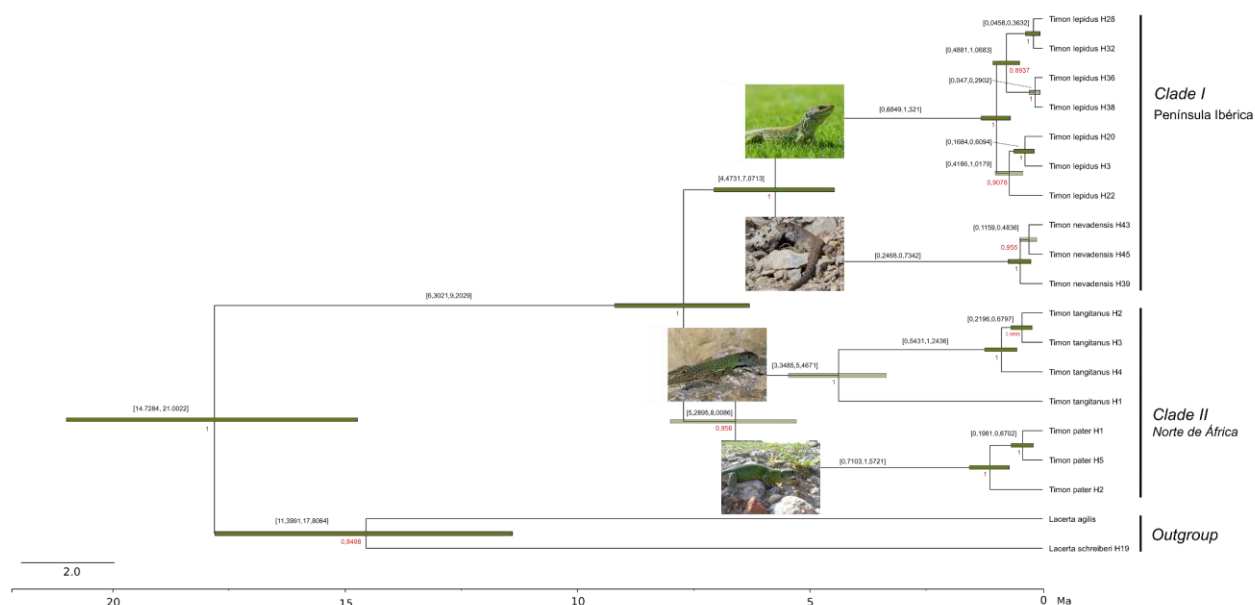 [0,0458,0,3632]
Timon lepidus H28
1
Timon lepidus H32
[0,4881,1,0683]
0,8937
[0,047,0,2902]
Timon lepidus H36
1
Timon lepidus H38
Clade I
Península Ibérica
[0,6849,1,321]
1
[0,1684,0,6094]
Timon lepidus H20
1
Timon lepidus H3
[0,4186,1,0179]
0,9078
Timon lepidus H22
[4,4731,7,0713]
1
[0,1159,0,4836]
Timon nevadensis H43
0,955
Timon nevadensis H45
[0,2468,0,7342]
1
Timon nevadensis H39
[6,3021,9,2029]
1
[0,2196,0,6797]
Timon tangitanus H2
Timon tangitanus H3
[0,5431,1,2436]
1
Timon tangitanus H4
[3,3485,5,4671]
1
Timon tangitanus H1
Clade II
Norte de África
[5,2895,8,0086]
0,956
[0,1981,0,6702]
Timon pater H1
1
Timon pater H5
[0,7103,1,5721]
1
Timon pater H2
[14.7284, 21.0022]
1
[11,3991,17,8064]
0,8468
Lacerta agilis
Lacerta schreiberi H19
Outgroup
2.0
20 15 10 5 0 Ma